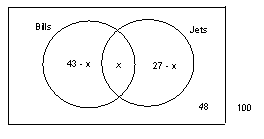 Bills
Jets
43 - x
x
27 - x
48
100